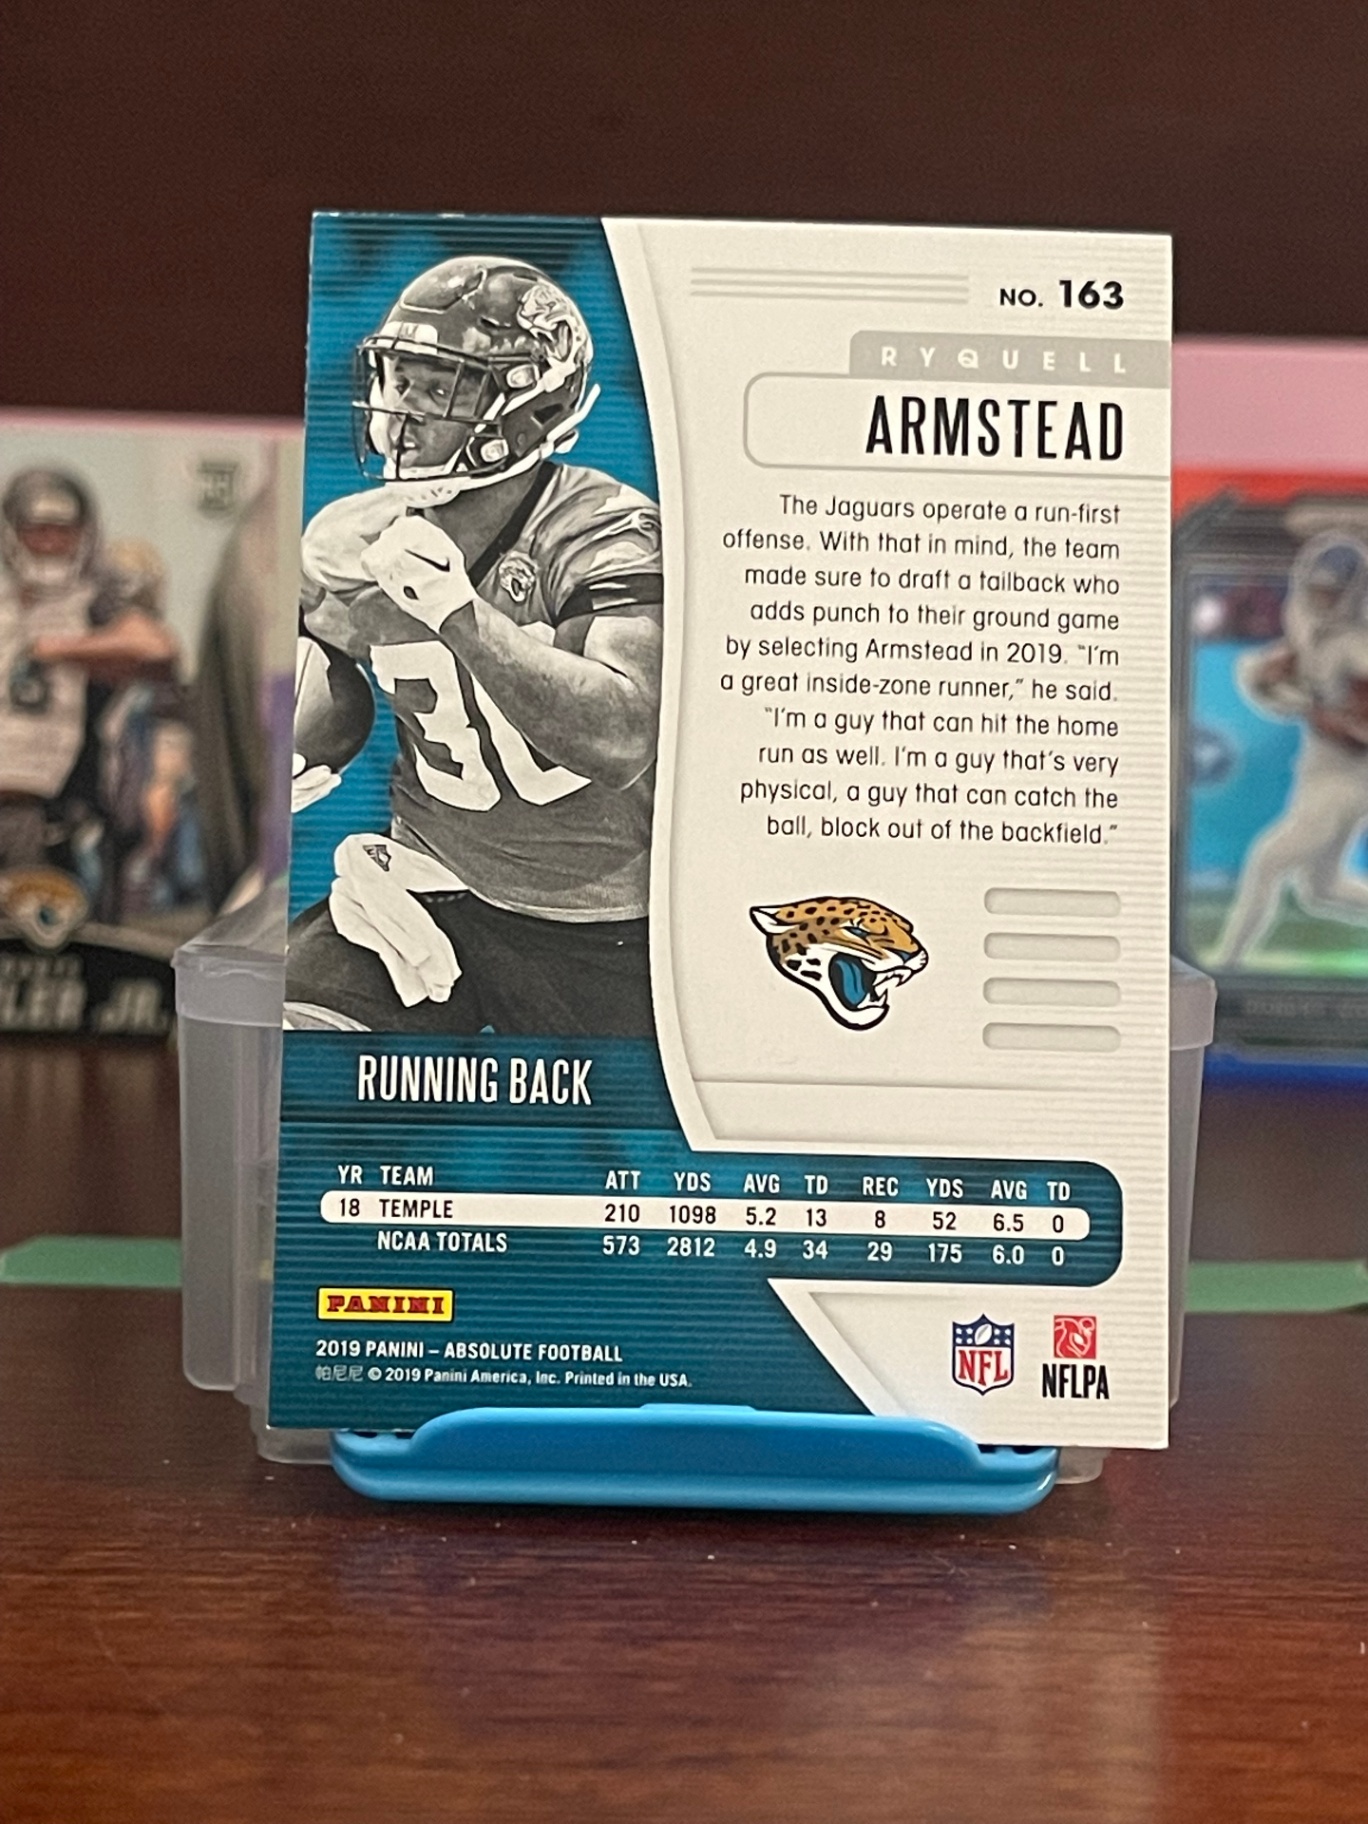 NO. 163
RYQUELL
ARMSTEAD
The Jaguars operate a run-first
offense. With that in mind, the team
made sure to draft a tailback who
adds punch to their ground game
by selecting Armstead in 2019. "I'm
a great inside-zone runner," he said.
"I'm a guy that can hit the home
run as well. I'm a guy that's very
physical, a guy that can catch the
ball, block out of the backfield."
30
RUNNING BACK
YR TEAM ATT YDS AVG TD REC YDS AVG TD
18 TEMPLE 210 1098 5.2 13 8 52 6.5 0
NCAA TOTALS 573 2812 4.9 34 29 175 6.0 0
PANINI
2019 PANINI – ABSOLUTE FOOTBALL
帕尼尼 © 2019 Panini America, Inc. Printed in the USA.
NFL
NFLPA
JR.